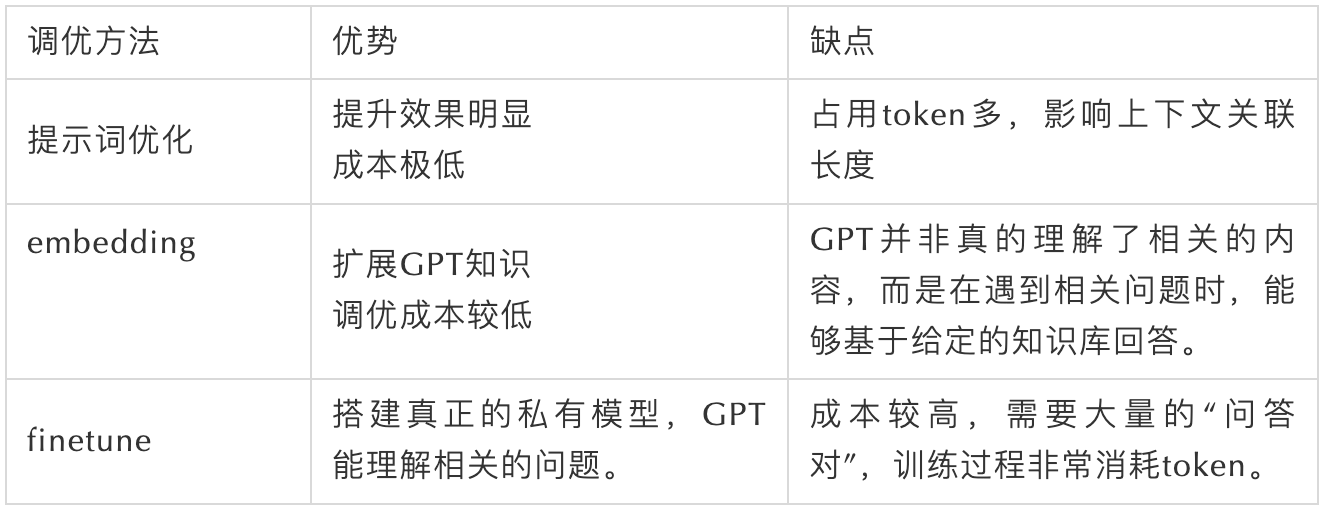 调优方法 优势 缺点
提示词优化
提升效果明显
成本极低
占用token多，影响上下文关联
长度
embedding
扩展GPT知识
调优成本较低
GPT并非真的理解了相关的内
容，而是在遇到相关问题时，能
够基于给定的知识库回答。
finetune
搭建真正的私有模型，GPT
能理解相关的问题。
成本较高，需要大量的“问答
对”，训练过程非常消耗token。